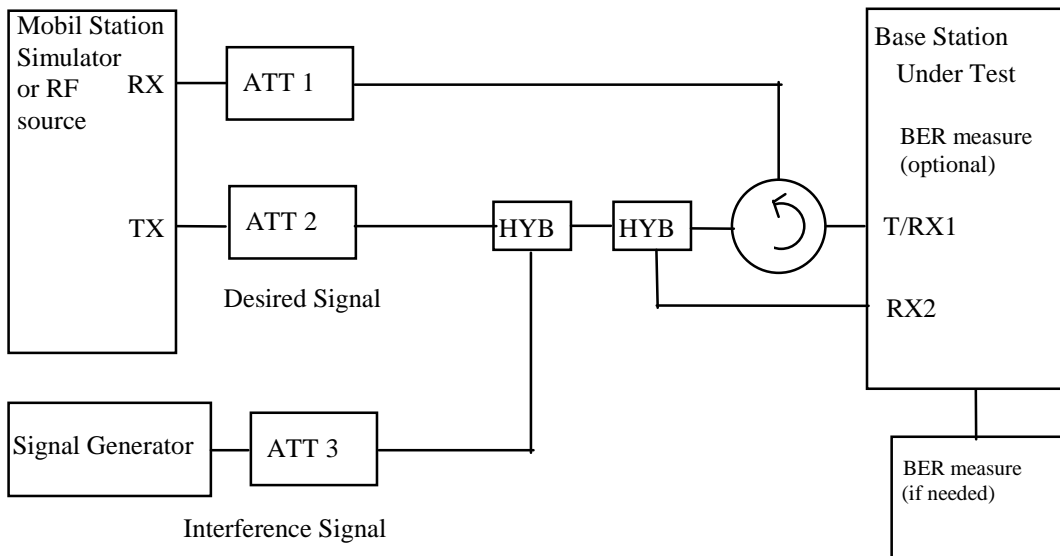 Mobil Station
Simulator
or RF
source
RX
TX
ATT 1
ATT 2
Desired Signal
HYB
HYB
Base Station
Under Test
BER measure
(optional)
T/RX1
RX2
Signal Generator
ATT 3
Interference Signal
BER measure
(if needed)